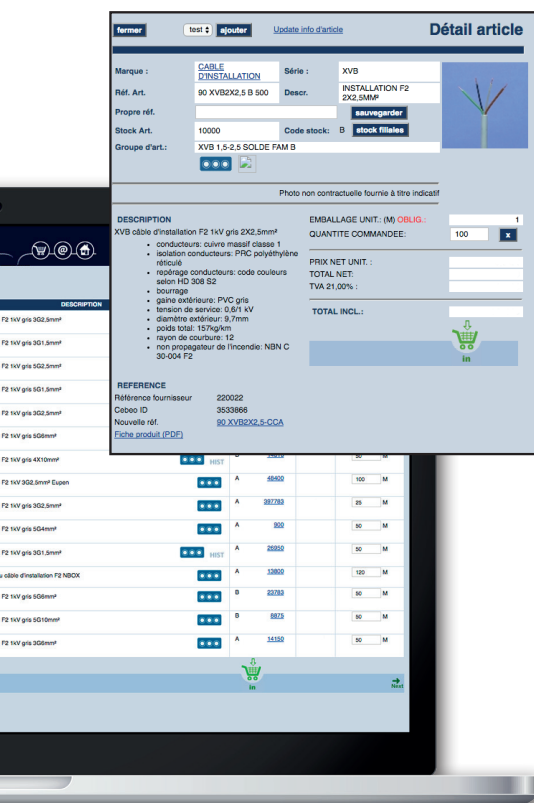 fermer test ajouter Update info d'article Détail article
Marque : CABLE D'INSTALLATION Série : XVB
Réf. Art. 90 XVB2X2,5 B 500 Descr. INSTALLATION F2 2X2,5MM²
Propre réf. sauvegarder
Stock Art. 10000 Code stock: B stock filiales
Groupe d'art.: XVB 1,5-2,5 SOLDE FAM B
Photo non contractuelle fournie à titre indicatif
DESCRIPTION
XVB câble d'installation F2 1kV gris 2X2,5mm²
• conducteurs: cuivre massif classe 1
• isolation conducteurs: PRC polyéthylène
réticulé
• repérage conducteurs: code couleurs
selon HD 308 S2
• bourrage
• gaine extérieure: PVC gris
• tension de service: 0,6/1 kV
• diamètre extérieur: 9,7mm
• poids total: 157kg/km
• rayon de courbure: 12
• non propagateur de l'incendie: NBN C
30-004 F2
EMBALLAGE UNIT.: (M) OBLIG.: 1
QUANTITE COMMANDEE: 100 x
PRIX NET UNIT. :
TOTAL NET:
TVA 21,00% :
TOTAL INCL.:
in
REFERENCE
Référence fournisseur 220022
Cebeo ID 3533866
Nouvelle réf. 90 XVB2X2,5-CCA
Fiche produit (PDF)
DESCRIPTION
F2 1kV gris 3G2,5mm²
F2 1kV gris 3G1,5mm²
F2 1kV gris 5G2,5mm²
F2 1kV gris 5G1,5mm²
F2 1kV gris 3G2,5mm²
F2 1kV gris 5G6mm²
F2 1kV gris 4X10mm² HIST 50 M
F2 1kV 3G2,5mm² Eupen A 48400 100 M
F2 1kV gris 3G2,5mm² A 397763 25 M
F2 1kV gris 5G4mm² A 900 50 M
F2 1kV gris 3G1,5mm² HIST A 26950 50 M
câble d'installation F2 NBOX A 13800 120 M
F2 1kV gris 5G6mm² B 23783 50 M
F2 1kV gris 5G10mm² B 8875 50 M
F2 1kV gris 3G6mm² A 14150 50 M
in Next